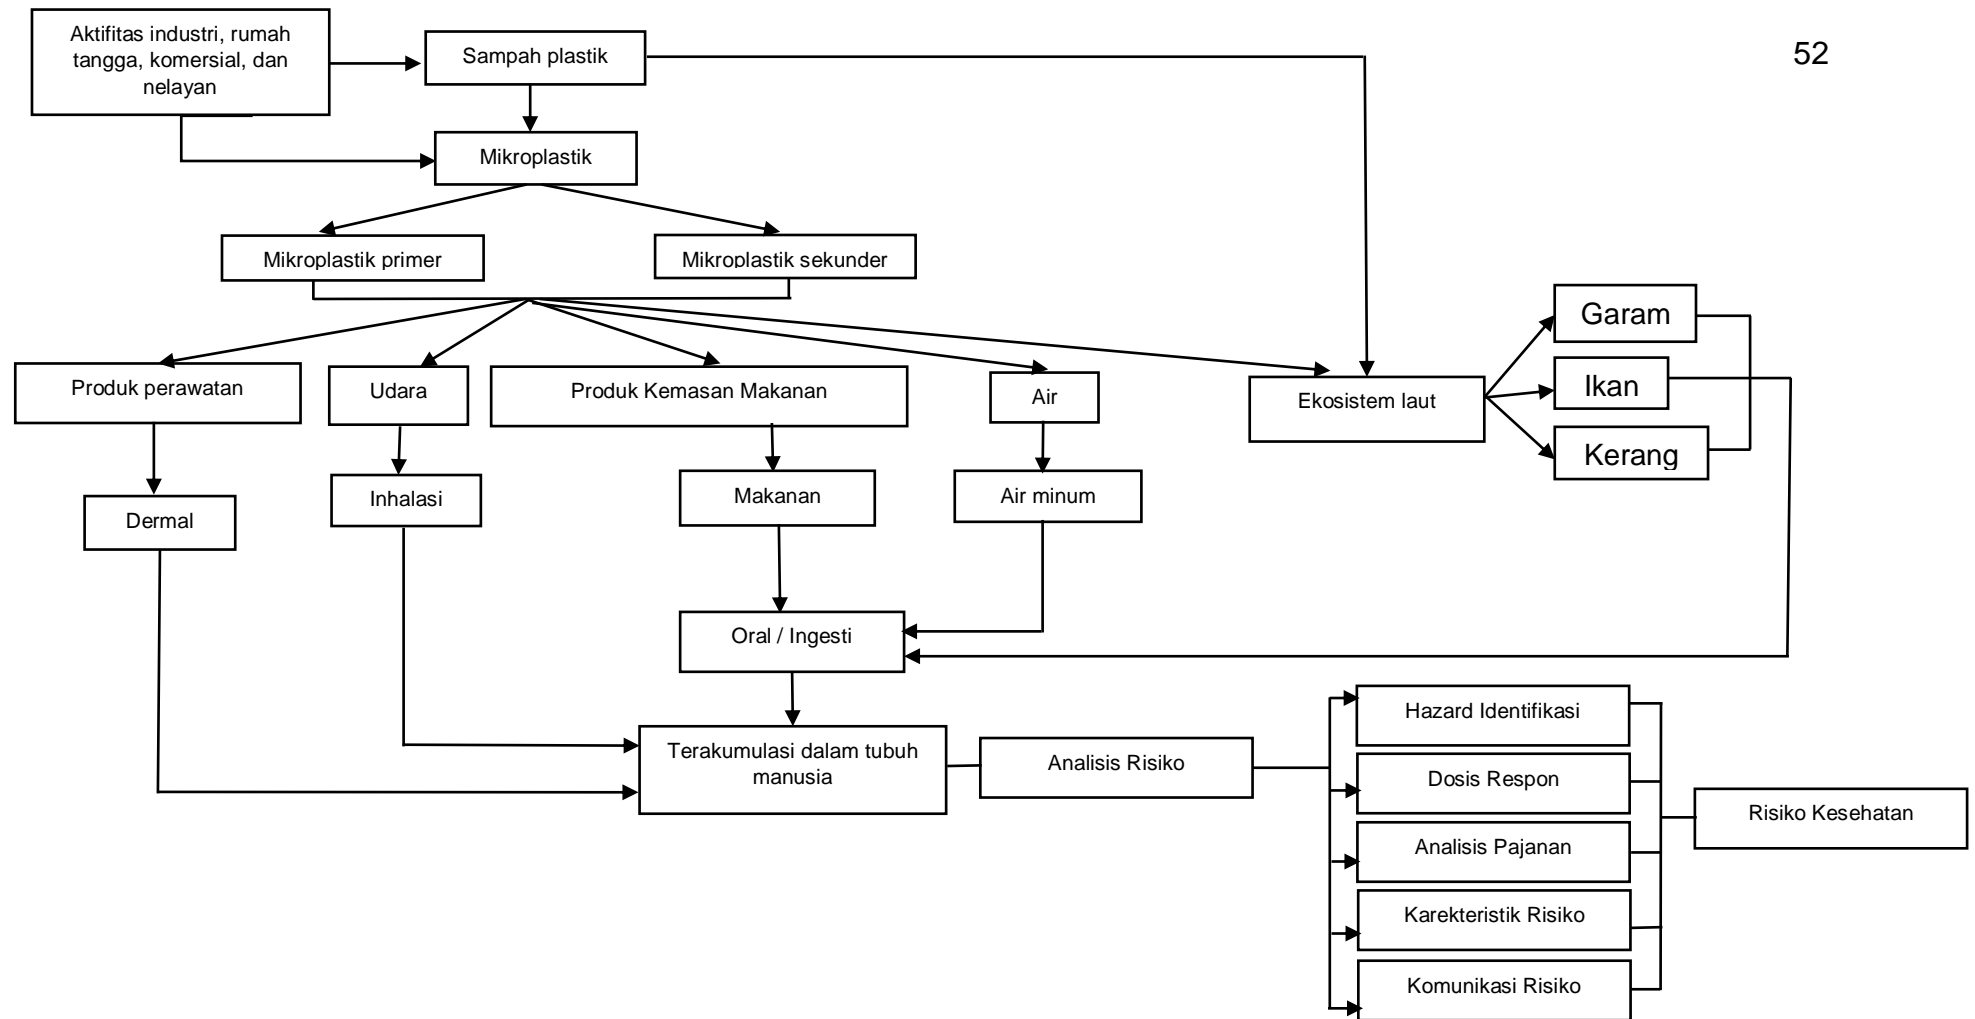 52
Aktifitas industri, rumah
tangga, komersial, dan
nelayan
Sampah plastik
Mikroplastik
Mikroplastik primer
Mikroplastik sekunder
Produk perawatan
Udara
Produk Kemasan Makanan
Air
Ekosistem laut
Garam
Ikan
Kerang
Dermal
Inhalasi
Makanan
Air minum
Oral / Ingesti
Terakumulasi dalam tubuh
manusia
Analisis Risiko
Hazard Identifikasi
Dosis Respon
Analisis Pajanan
Karekteristik Risiko
Komunikasi Risiko
Risiko Kesehatan